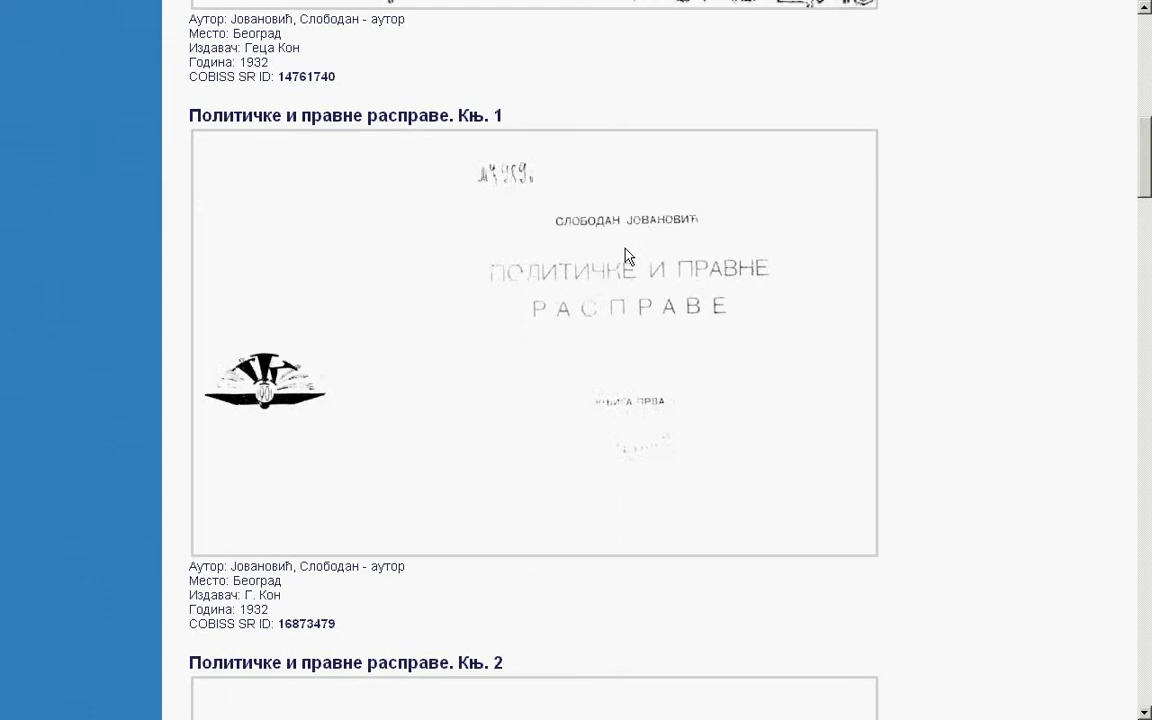 Аутор: Јовановић, Слободан - аутор
Место: Београд
Издавач: Геца Кон
Година: 1932
COBISS SR ID: 14761740
Политичке и правне расправе. Књ. 1
СЛОБОДАН ЈОВАНОВИЋ
ПОЛИТИЧКЕ И ПРАВНЕ
РАСПРАВЕ
КЊИГА ПРВА
Аутор: Јовановић, Слободан - аутор
Место: Београд
Издавач: Г. Кон
Година: 1932
COBISS SR ID: 16873479
Политичке и правне расправе. Књ. 2